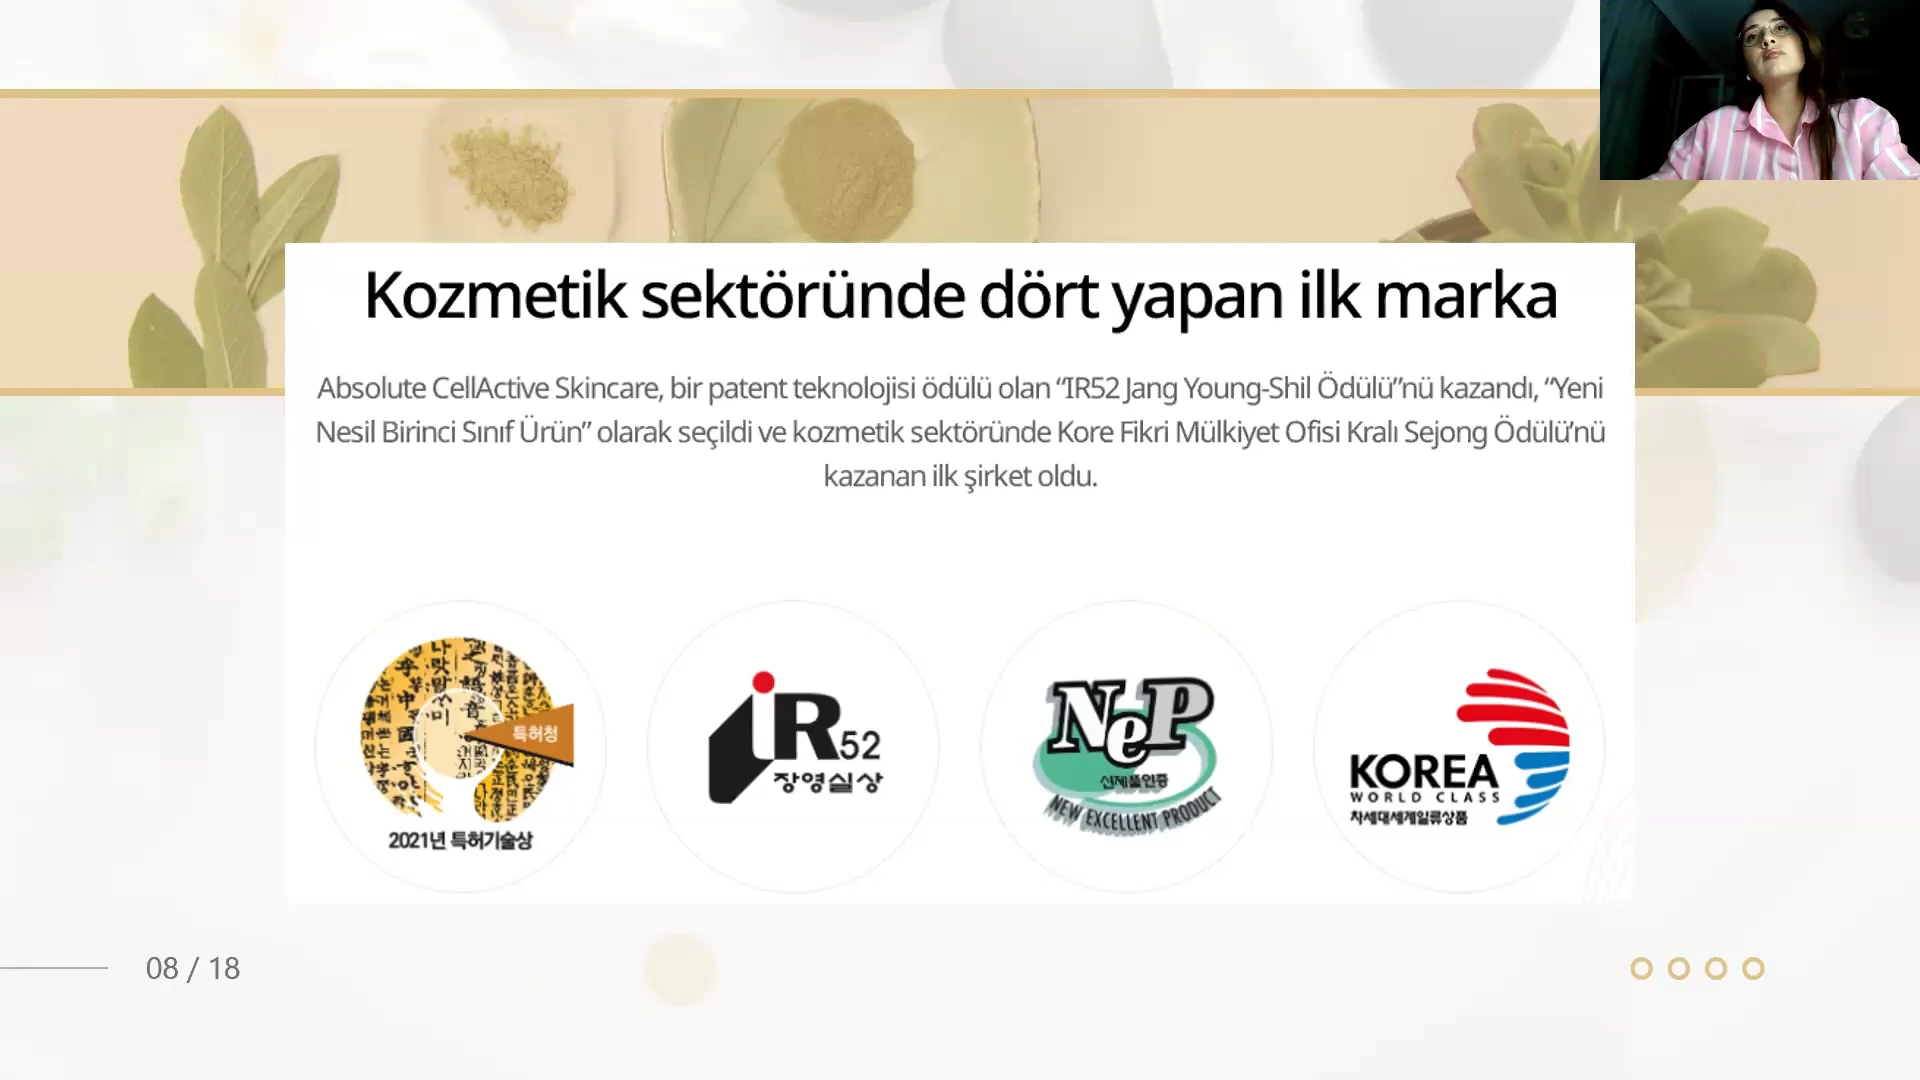 Kozmetik sektöründe dört yapan ilk marka
Absolute CellActive Skincare, bir patent teknolojisi ödülü olan “IR52 Jang Young-Shil Ödülü”nü kazandı, “Yeni
Nesil Birinci Sınıf Ürün” olarak seçildi ve kozmetik sektöründe Kore Fikri Mülkiyet Ofisi Kralı Sejong Ödülü’nü
kazanan ilk şirket oldu.
특허청
2021년 특허기술상
iR52
장영실상
NeP
신제품인증
NEW EXCELLENT PRODUCT
KOREA
WORLD CLASS
차세대세계일류상품
08 / 18